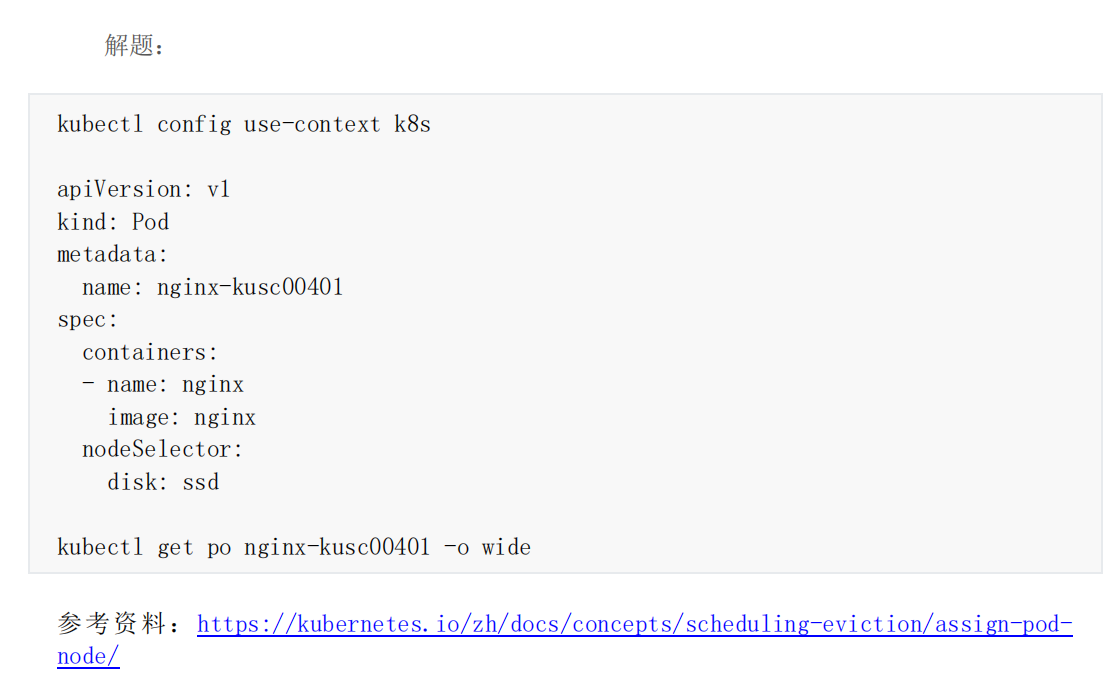 解题：
kubectl config use-context k8s
apiVersion: v1
kind: Pod
metadata:
  name: nginx-kusc00401
spec:
  containers:
  - name: nginx
    image: nginx
  nodeSelector:
    disk: ssd
kubectl get po nginx-kusc00401 -o wide
参考资料：https://kubernetes.io/zh/docs/concepts/scheduling-eviction/assign-pod-
node/